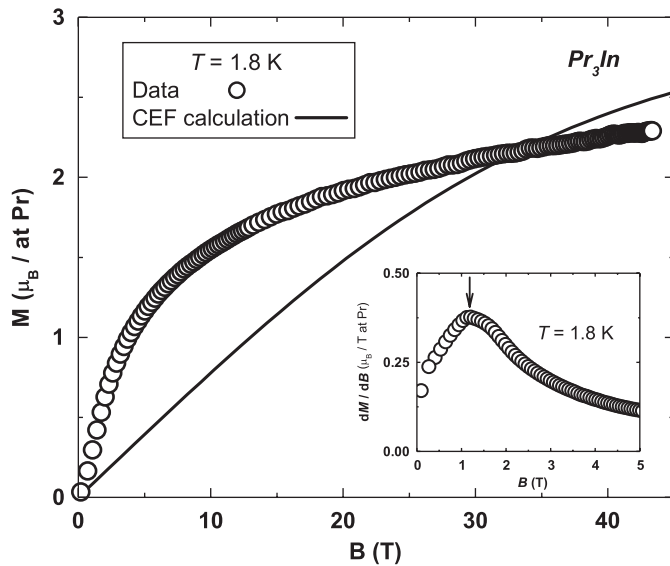 3
Pr₃In
T = 1.8 K
Data
CEF calculation
2
M (μB / at Pr)
1
0
0.50
T = 1.8 K
dM / dB (μB / T at Pr)
0.25
0.00
0 1 2 3 4 5
B (T)
0 10 20 30 40
B (T)